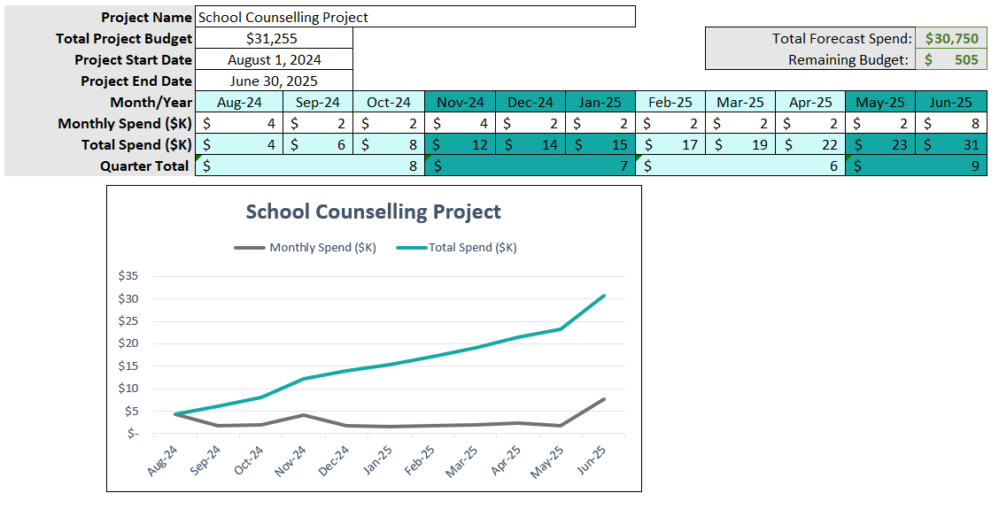 Project Name School Counselling Project
Total Project Budget $31,255 Total Forecast Spend: $30,750
Project Start Date August 1, 2024 Remaining Budget: $ 505
Project End Date June 30, 2025
Month/Year Aug-24 Sep-24 Oct-24 Nov-24 Dec-24 Jan-25 Feb-25 Mar-25 Apr-25 May-25 Jun-25
Monthly Spend ($K) $ 4 $ 2 $ 2 $ 4 $ 2 $ 2 $ 2 $ 2 $ 2 $ 2 $ 8
Total Spend ($K) $ 4 $ 6 $ 8 $ 12 $ 14 $ 15 $ 17 $ 19 $ 22 $ 23 $ 31
Quarter Total $ 8 $ 7 $ 6 $ 9
School Counselling Project
Monthly Spend ($K) Total Spend ($K)
$35
$30
$25
$20
$15
$10
$5
$-
Aug-24 Sep-24 Oct-24 Nov-24 Dec-24 Jan-25 Feb-25 Mar-25 Apr-25 May-25 Jun-25